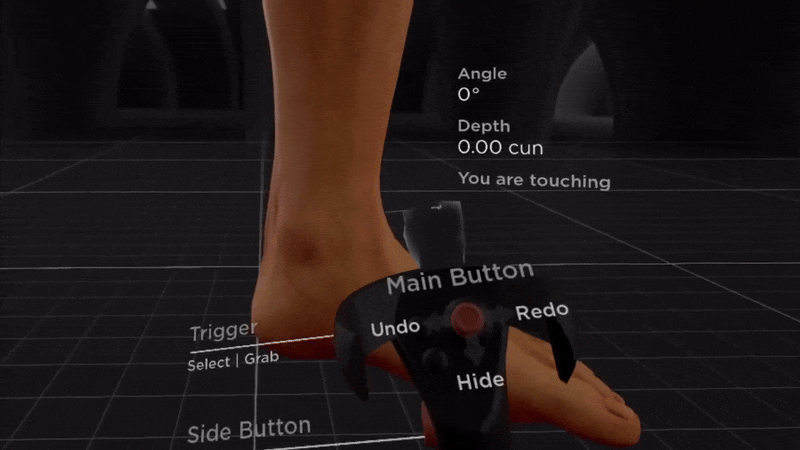 Angle
0°
Depth
0.00 cun
You are touching
Main Button
Undo
Redo
Trigger
Select | Grab
Hide
Side Button